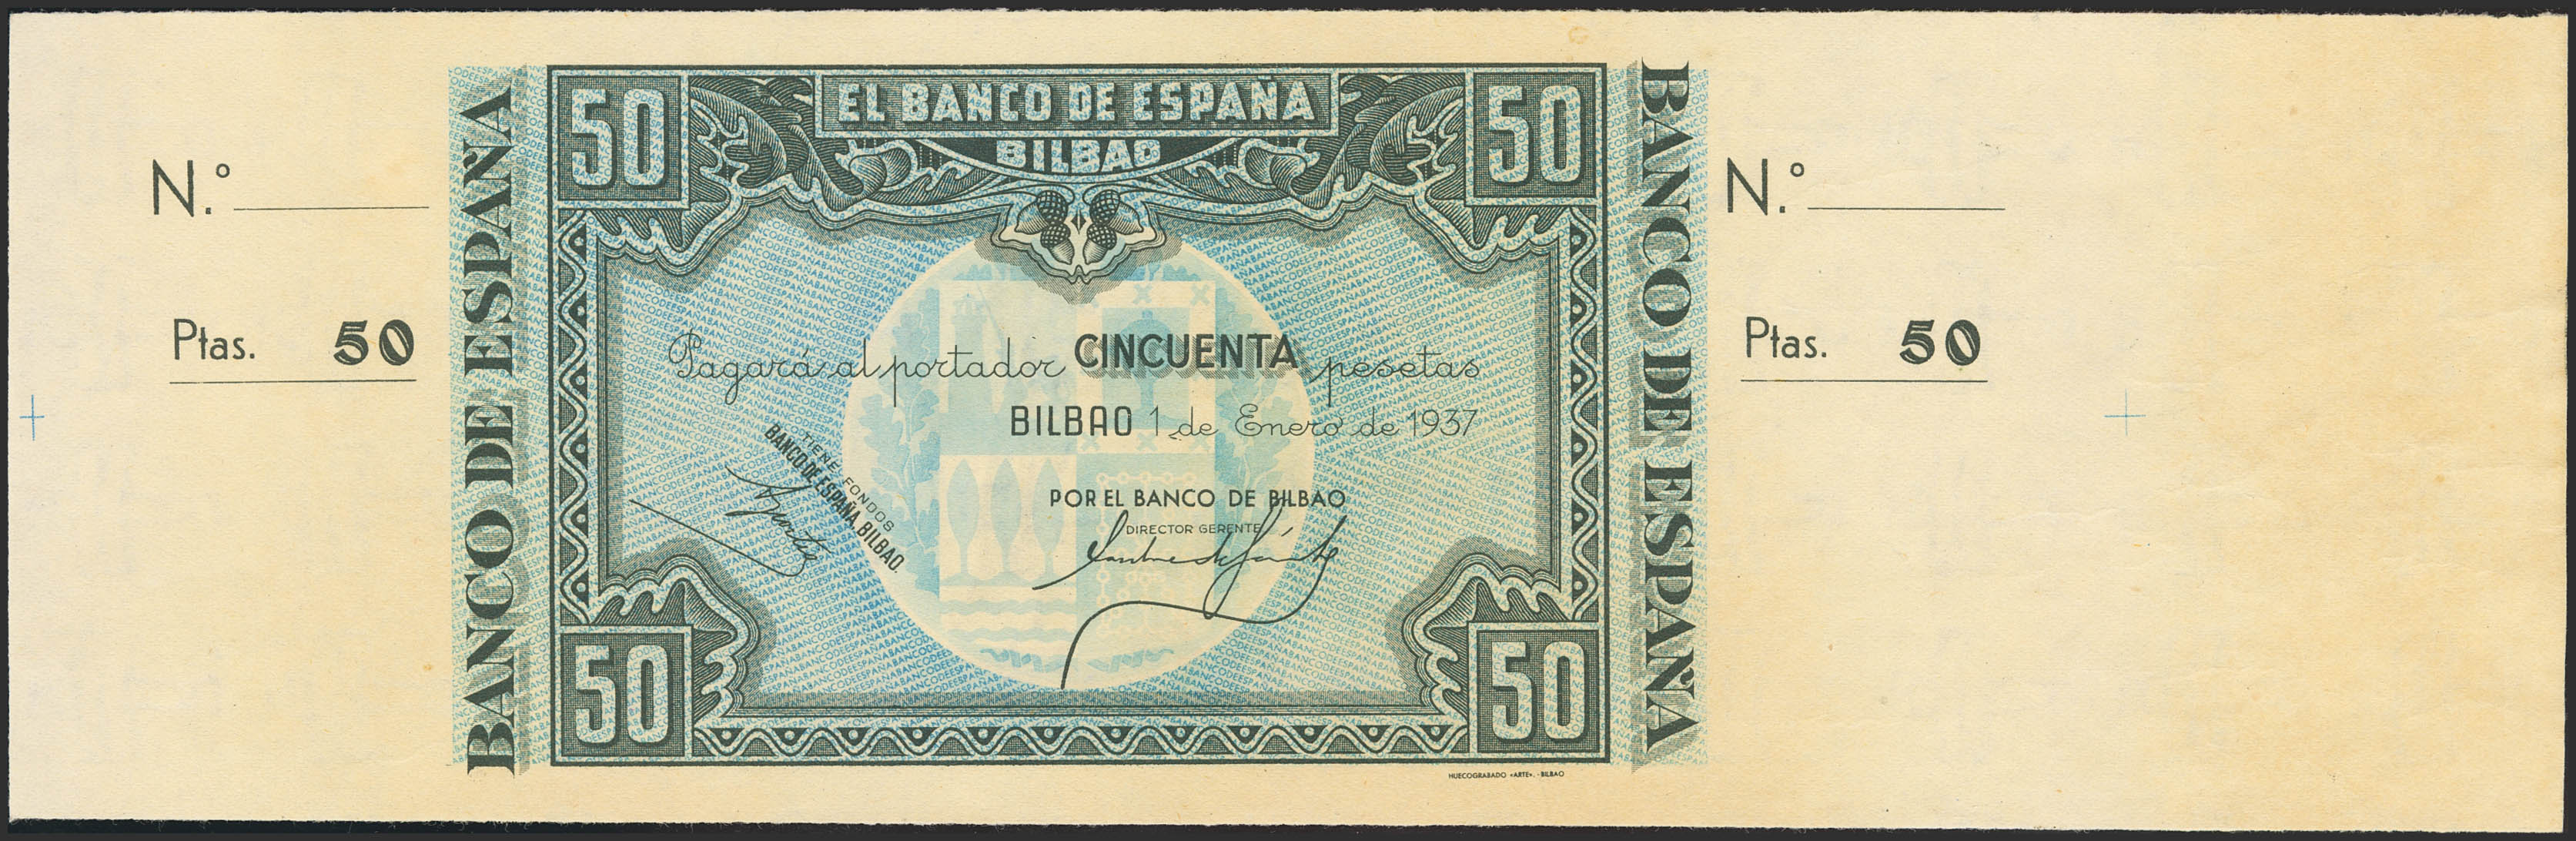 N.º
Ptas. 50
BANCO DE ESPAÑA
50
EL BANCO DE ESPAÑA
50
BILBAO
Pagará al portador CINCUENTA pesetas
BILBAO 1 de Enero de 1937
TIENE FONDOS
BANCO DE ESPAÑA. BILBAO.
POR EL BANCO DE BILBAO
DIRECTOR GERENTE
50
50
HUECOGRABADO «ARTE». - BILBAO
BANCO DE ESPAÑA
N.º
Ptas. 50